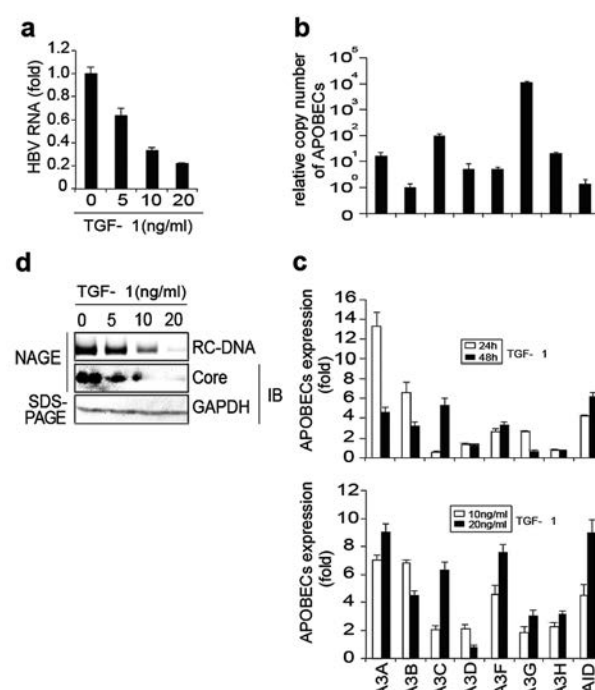 a
HBV RNA (fold)
1.2
1.0
0.8
0.6
0.4
0.2
0
0 5 10 20
TGF- 1(ng/ml)
b
relative copy number
of APOBECs
10⁵
10⁴
10³
10²
10¹
10⁰
0
d
TGF- 1(ng/ml)
0 5 10 20
NAGE
RC-DNA
Core
SDS-
PAGE
GAPDH
IB
c
APOBECs expression
(fold)
16
14
12
10
8
6
4
2
0
24h
48h
TGF- 1
APOBECs expression
(fold)
12
10
8
6
4
2
0
10ng/ml
20ng/ml
TGF- 1
A3A
A3B
A3C
A3D
A3F
A3G
A3H
AID